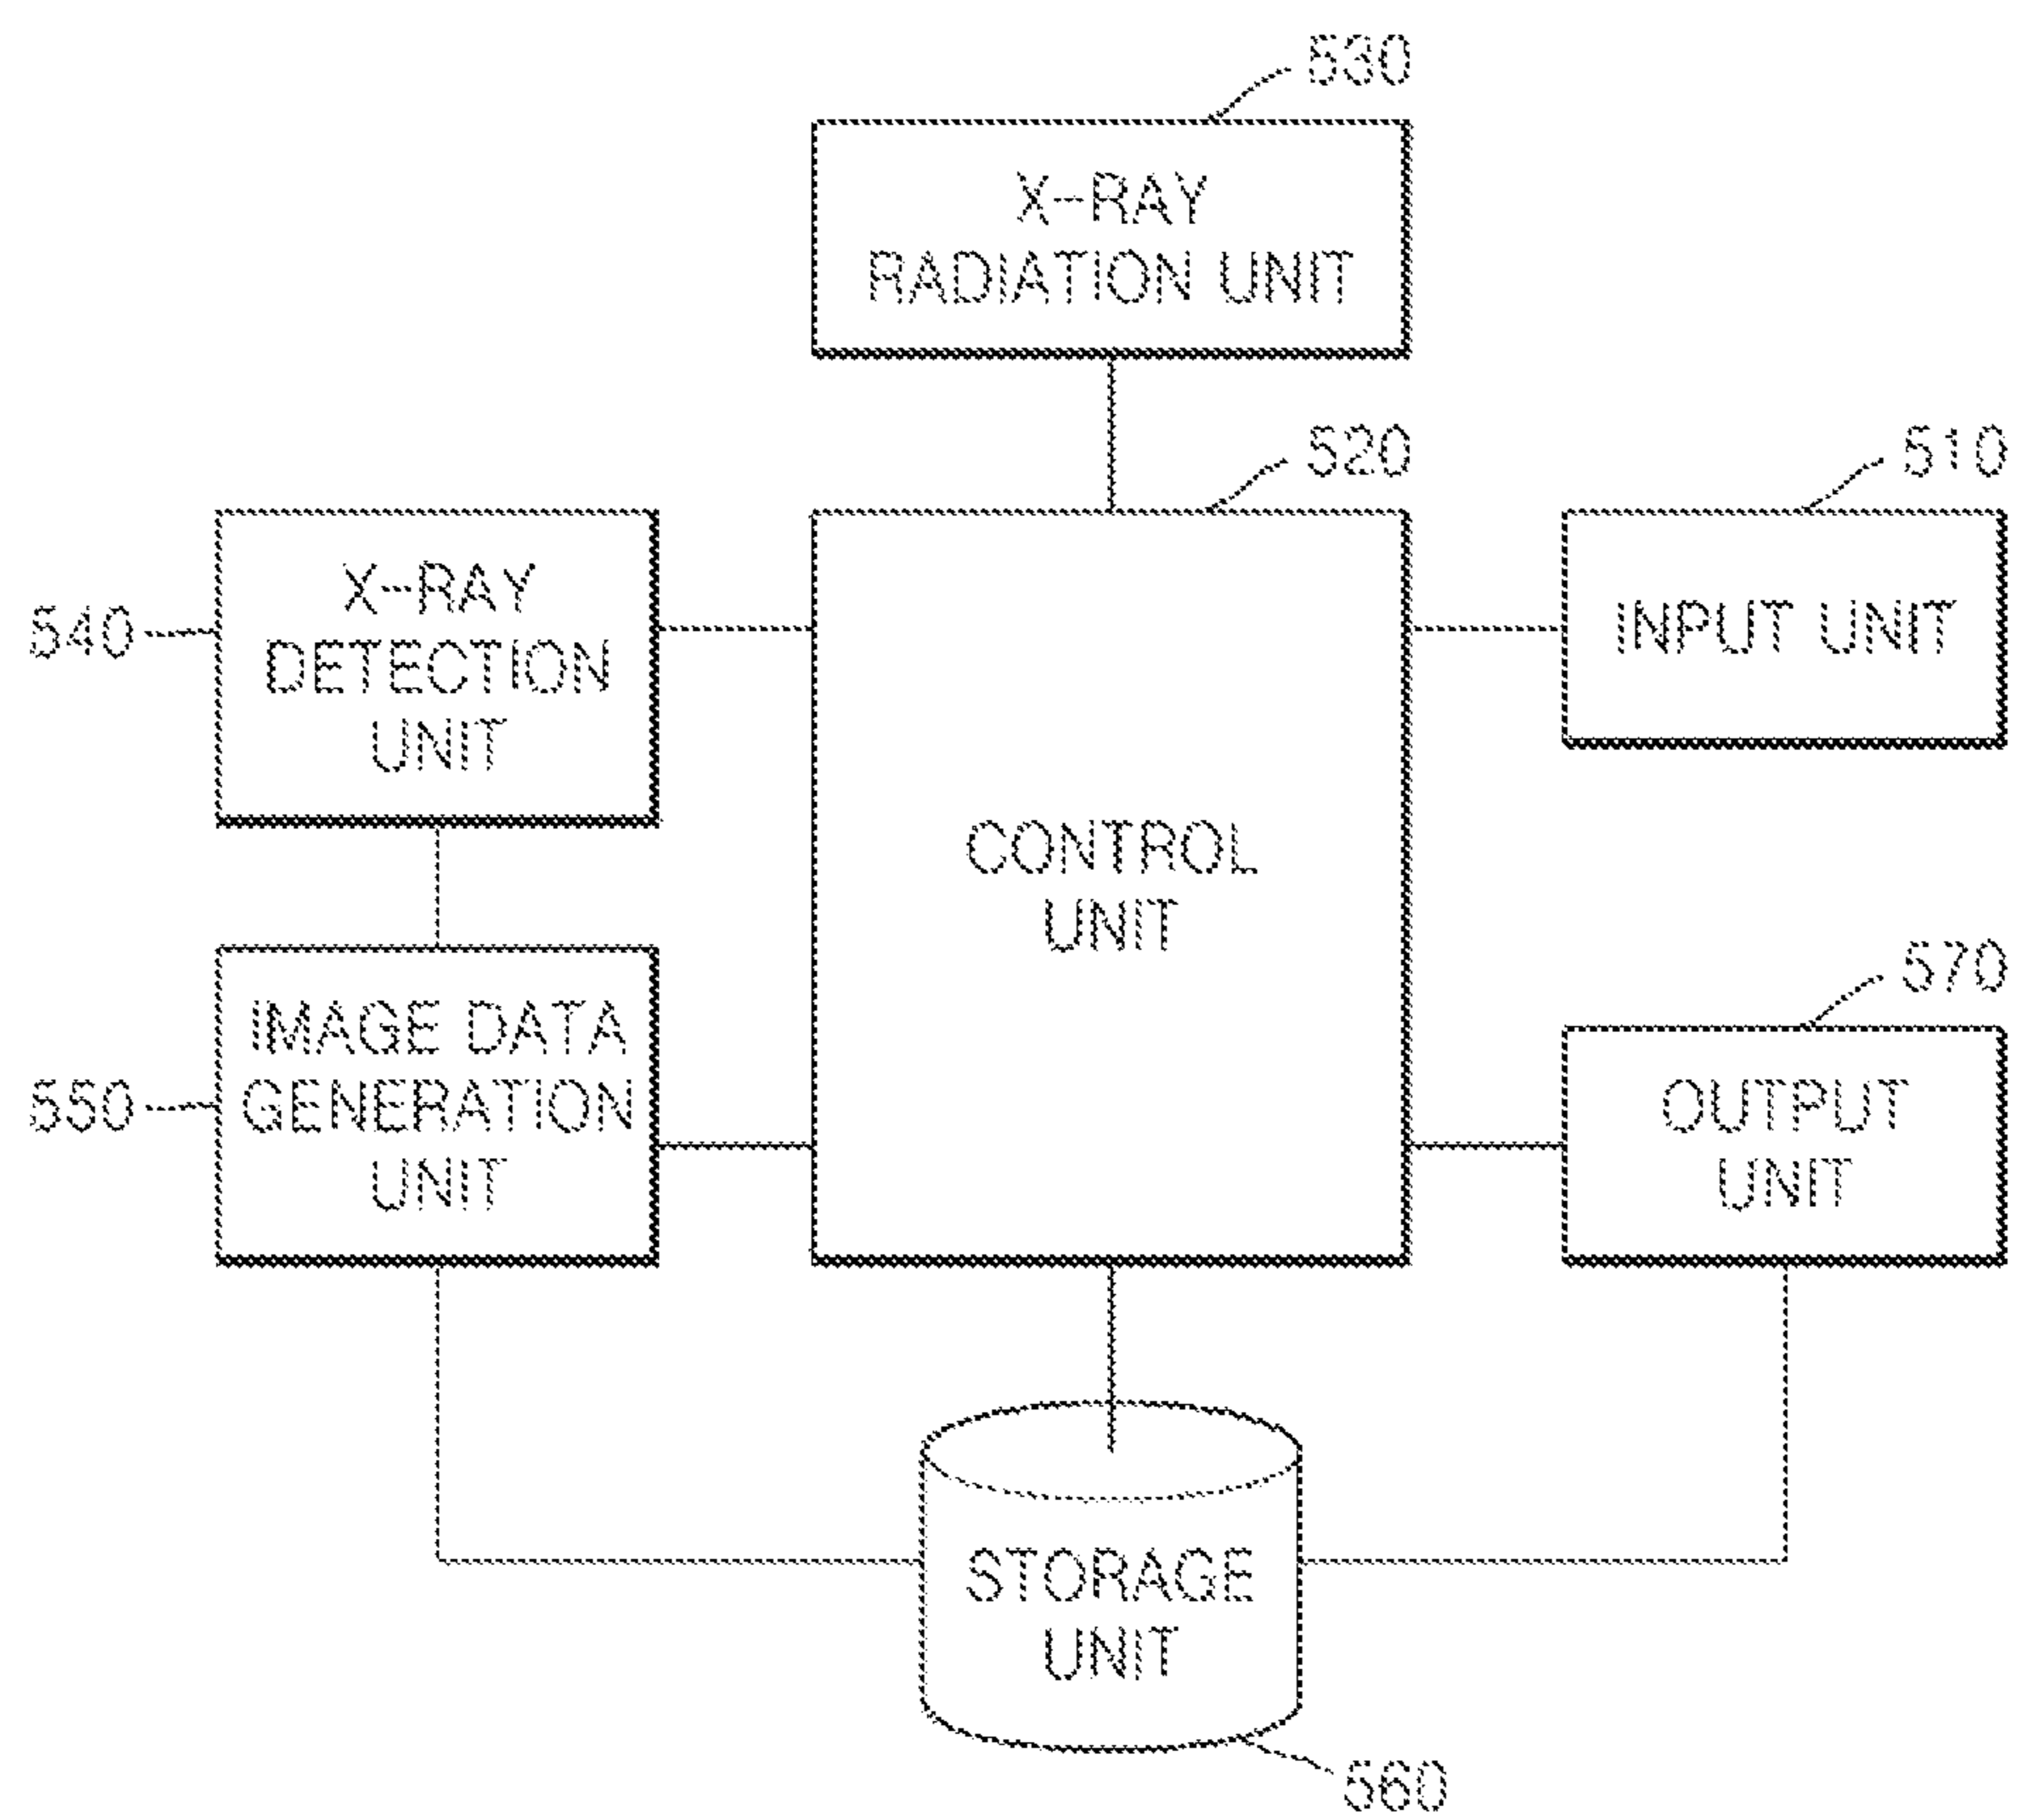 530
X-RAY
RADIATION UNIT
520
510
540
X-RAY
DETECTION
UNIT
INPUT UNIT
CONTROL
UNIT
570
550
IMAGE DATA
GENERATION
UNIT
OUTPUT
UNIT
STORAGE
UNIT
560